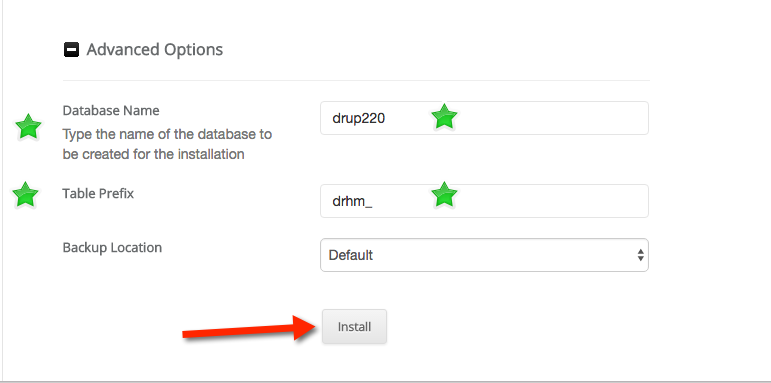 Advanced Options
Database Name
Type the name of the database to
be created for the installation
drup220
Table Prefix
drhm_
Backup Location
Default
Install